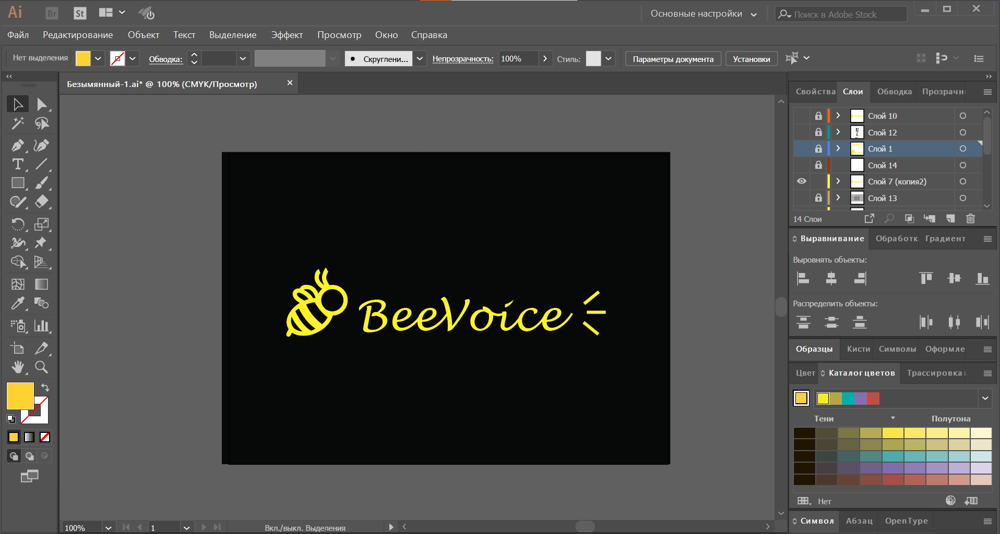 Ai Br St Основные настройки Поиск в Adobe Stock
Файл Редактирование Объект Текст Выделение Эффект Просмотр Окно Справка
Нет выделения Обводка: Скруглени... Непрозрачность: 100% Стиль: Параметры документа Установки
Безымянный-1.ai* @ 100% (CMYK/Просмотр)
Свойства Слои Обводка Прозрачн
Слой 10
Слой 12
Слой 1
Слой 14
Слой 7 (копия2)
Слой 13
14 Слои
Выравнивание Обработк Градиент
Выровнять объекты:
Распределить объекты:
BeeVoice
Образцы Кисти Символы Оформле
Цвет Каталог цветов Трассировка
Тени Полутона
Нет
Символ Абзац OpenType
100% 1 Вкл./выкл. Выделения